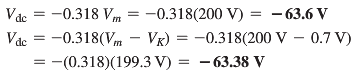 V_dc = −0.318 V_m = −0.318(200 V) = −63.6 V
V_dc = −0.318(V_m − V_K) = −0.318(200 V − 0.7 V)
= −(0.318)(199.3 V) = −63.38 V